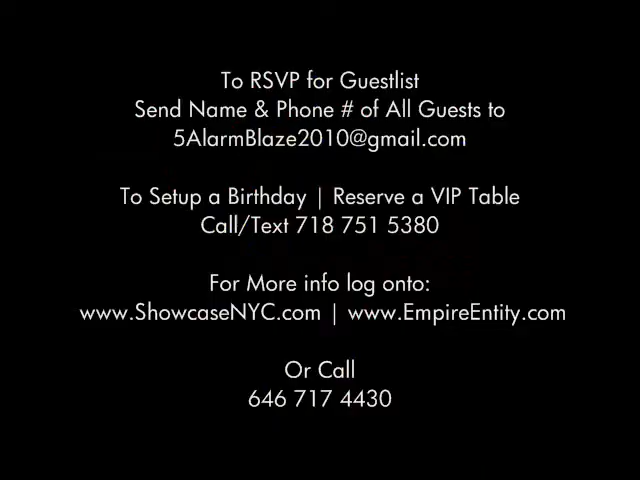 To RSVP for Guestlist
Send Name & Phone # of All Guests to
5AlarmBlaze2010@gmail.com
To Setup a Birthday | Reserve a VIP Table
Call/Text 718 751 5380
For More info log onto:
www.ShowcaseNYC.com | www.EmpireEntity.com
Or Call
646 717 4430